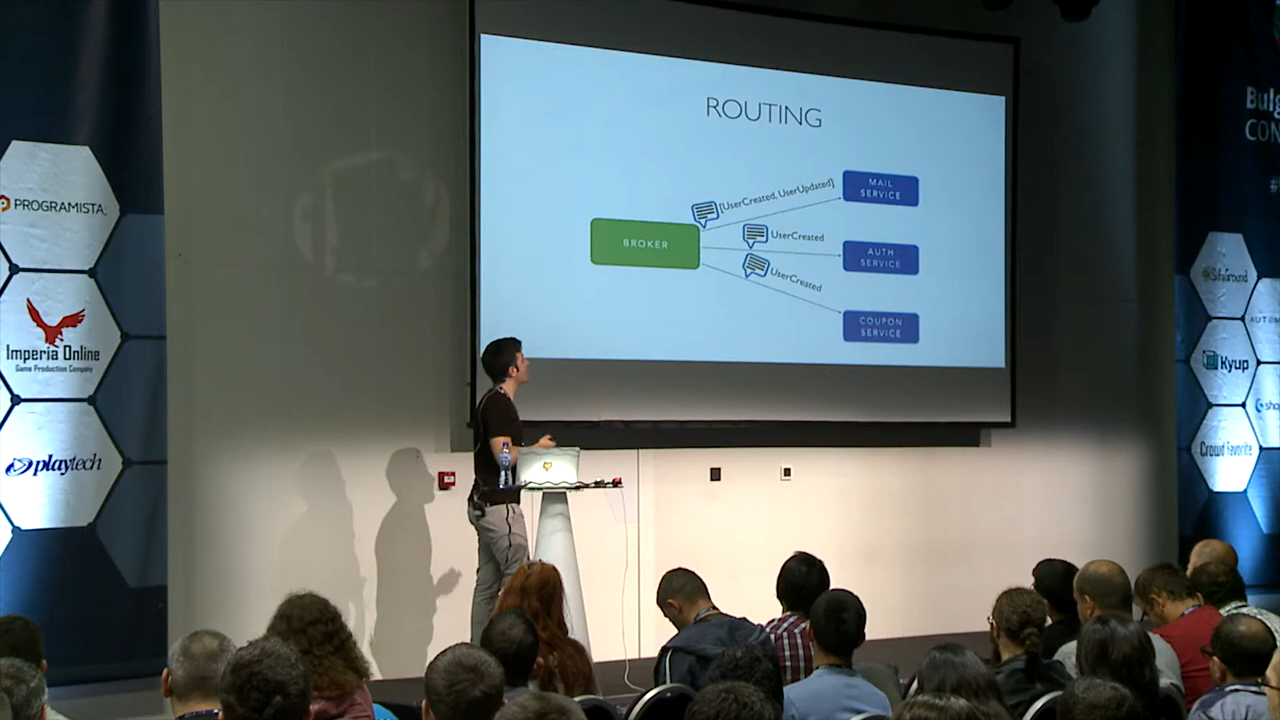 PROGRAMISTA
Imperia Online
Game Production Company
playtech
ROUTING
[UserCreated, UserUpdated]
MAIL
SERVICE
BROKER
UserCreated
AUTH
SERVICE
UserCreated
COUPON
SERVICE
Kyup
Crowd Favorite